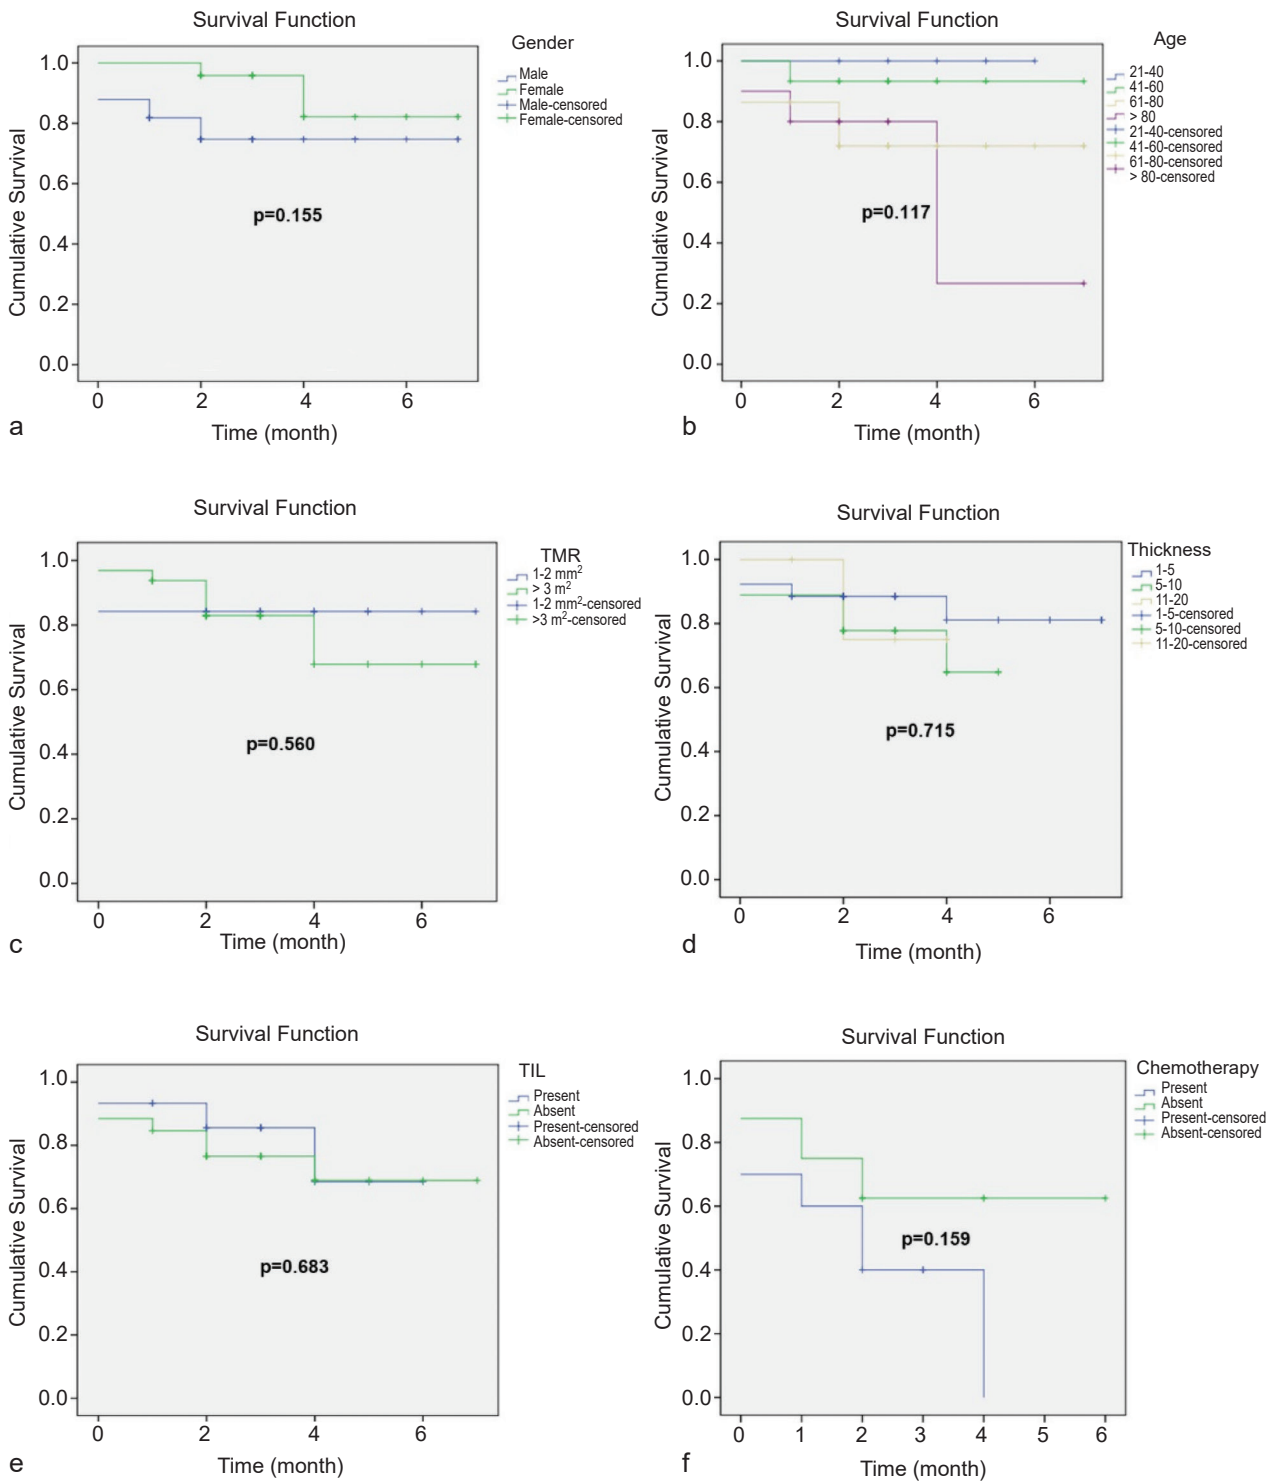 Survival Function
Gender
Male
Female
Male-censored
Female-censored
1.0
0.8
0.6
0.4
0.2
0.0
Cumulative Survival
p=0.155
0 2 4 6
Time (month)
a
Survival Function
Age
21-40
41-60
61-80
> 80
21-40-censored
41-60-censored
61-80-censored
> 80-censored
1.0
0.8
0.6
0.4
0.2
0.0
Cumulative Survival
p=0.117
0 2 4 6
Time (month)
b
Survival Function
TMR
1-2 mm²
> 3 m²
1-2 mm²-censored
>3 m²-censored
1.0
0.8
0.6
0.4
0.2
0.0
Cumulative Survival
p=0.560
0 2 4 6
Time (month)
c
Survival Function
Thickness
1-5
5-10
11-20
1-5-censored
5-10-censored
11-20-censored
1.0
0.8
0.6
0.4
0.2
0.0
Cumulative Survival
p=0.715
0 2 4 6
Time (month)
d
Survival Function
TIL
Present
Absent
Present-censored
Absent-censored
1.0
0.8
0.6
0.4
0.2
0.0
Cumulative Survival
p=0.683
0 2 4 6
Time (month)
e
Survival Function
Chemotherapy
Present
Absent
Present-censored
Absent-censored
1.0
0.8
0.6
0.4
0.2
0.0
Cumulative Survival
p=0.159
0 1 2 3 4 5 6
Time (month)
f